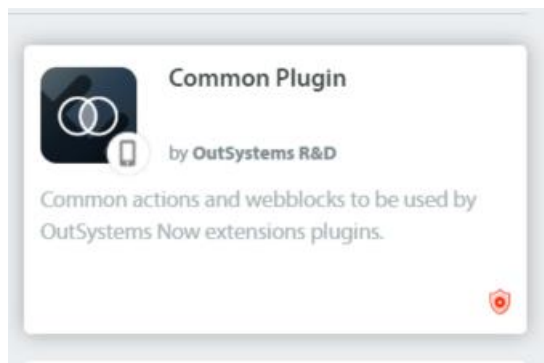 Common Plugin
by OutSystems R&D
Common actions and webblocks to be used by
OutSystems Now extensions plugins.